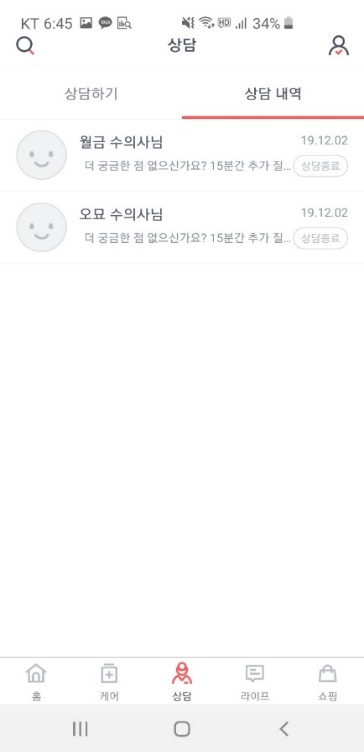 KT 6:45 HD 34%
상담
상담하기 상담 내역
월금 수의사님 19.12.02
더 궁금한 점 없으신가요? 15분간 추가 질... 상담종료
오묘 수의사님 19.12.02
더 궁금한 점 없으신가요? 15분간 추가 질... 상담종료
홈 케어 상담 라이프 쇼핑